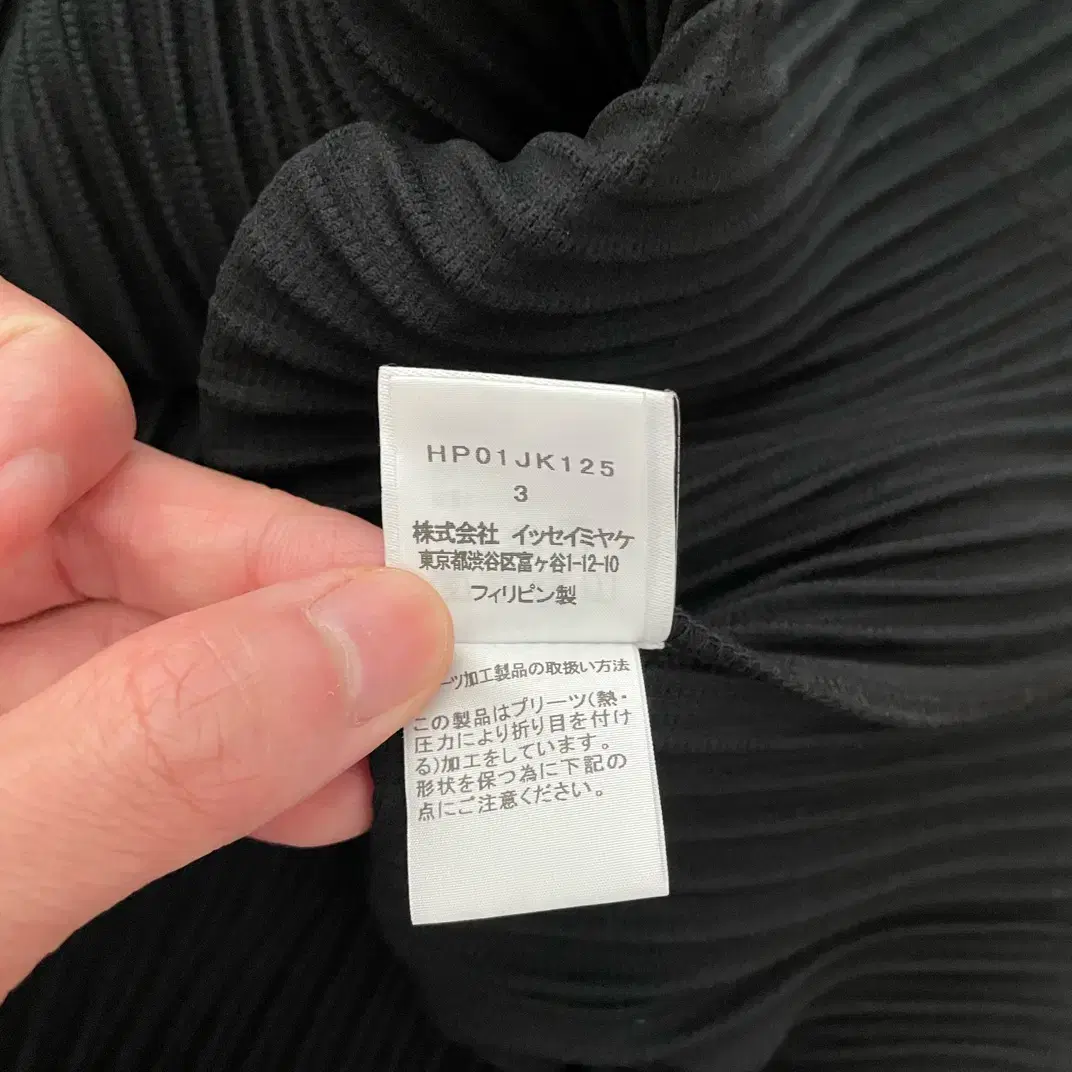 HP01JK125
3
株式会社 イッセイミヤケ
東京都渋谷区富ヶ谷1-12-10
フィリピン製
ーツ加工製品の取扱い方法
この製品はプリーツ(熱・
圧力により折り目を付け
る)加工をしています。
形状を保つ為に下記の
点にご注意ください。